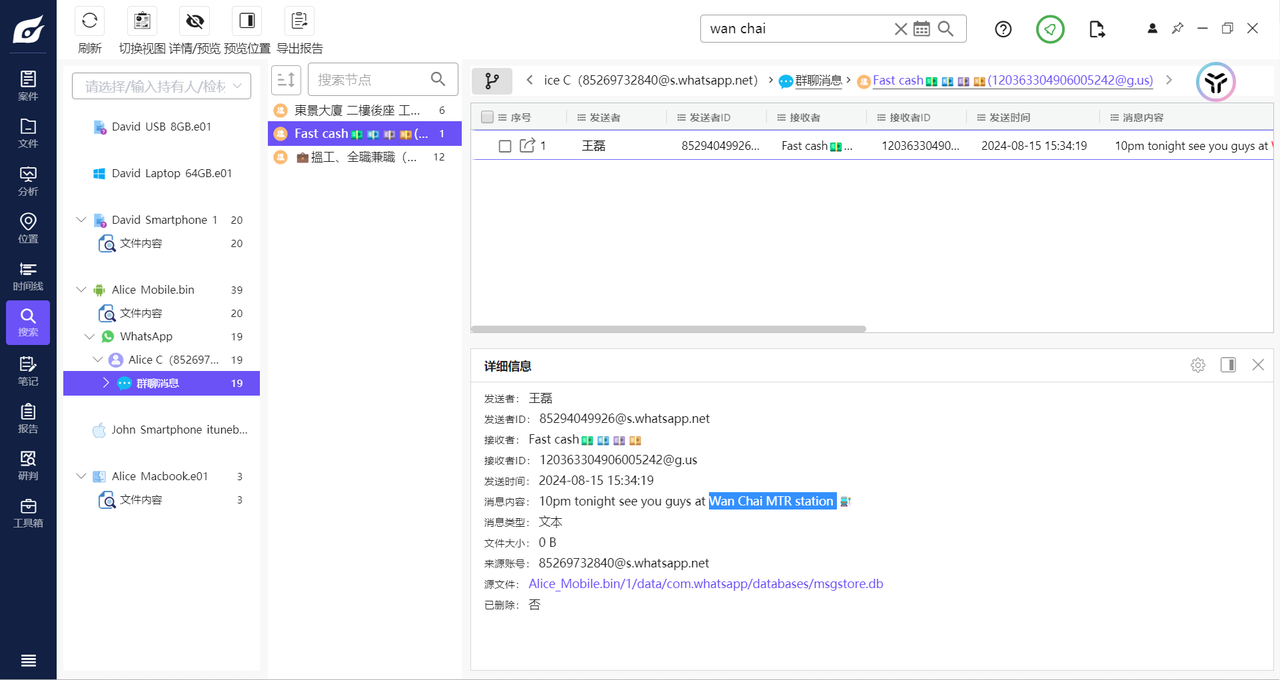 刷新
切换视图
详情/预览
预览位置
导出报告
wan chai
案件
文件
分析
位置
时间线
搜索
笔记
报告
研判
工具箱
请选择/输入持有人/检材
David USB 8GB.e01
David Laptop 64GB.e01
David Smartphone 1 20
文件内容 20
Alice Mobile.bin 39
文件内容 20
WhatsApp 19
Alice C (852697... 19
群聊消息 19
John Smartphone ituneb...
Alice Macbook.e01 3
文件内容 3
搜索节点
東景大廈 二樓後座 工... 6
Fast cash💵💶💷💴(... 1
💼搵工、全職兼職 (... 12
ice C (85269732840@s.whatsapp.net) > 群聊消息 > Fast cash💵💶💷💴(120363304906005242@g.us)
序号 发送者 发送者ID 接收者 接收者ID 发送时间 消息内容
1 王磊 85294049926... Fast cash💵... 12036330490... 2024-08-15 15:34:19 10pm tonight see you guys at
详细信息
发送者： 王磊
发送者ID： 85294049926@s.whatsapp.net
接收者： Fast cash💵💶💷💴
接收者ID： 120363304906005242@g.us
发送时间： 2024-08-15 15:34:19
消息内容： 10pm tonight see you guys at Wan Chai MTR station
消息类型： 文本
文件大小： 0 B
来源账号： 85269732840@s.whatsapp.net
源文件： Alice_Mobile.bin/1/data/com.whatsapp/databases/msgstore.db
已删除： 否